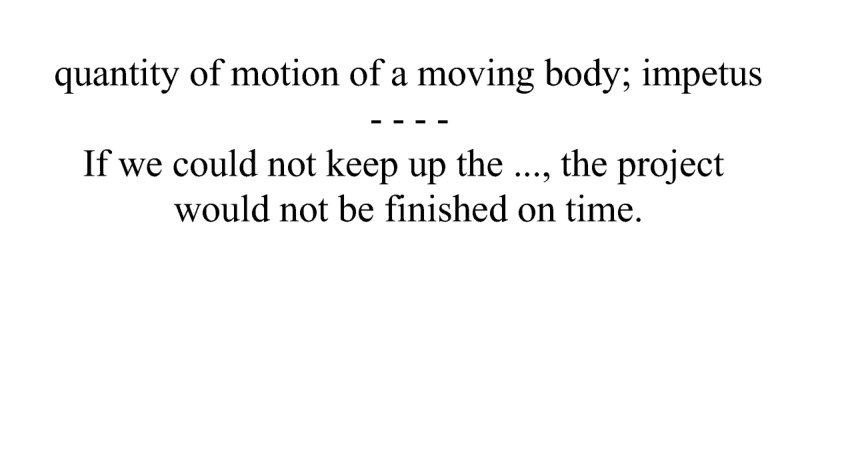 quantity of motion of a moving body; impetus
- - - -
If we could not keep up the ..., the project
would not be finished on time.